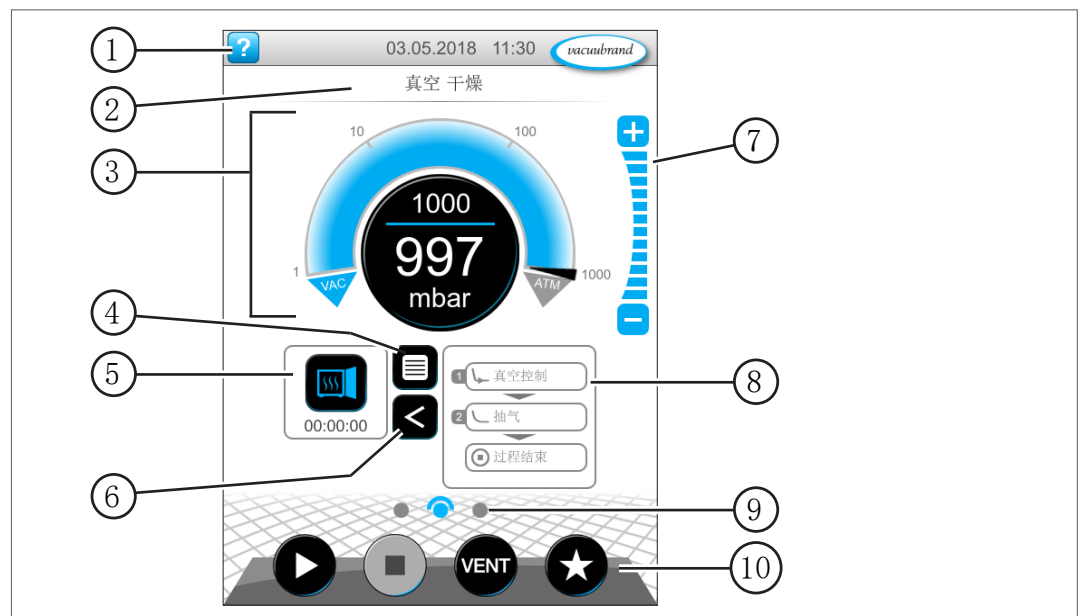 ① ? 03.05.2018 11:30 vacuubrand
② 真空 干燥
③ 10 100 + ⑦
1000
997
mbar
1 VAC ATM 1000
④ −
⑤ 00:00:00
1 真空控制 ⑧
< 2 抽气
过程结束
⑥
⑨
VENT ⑩